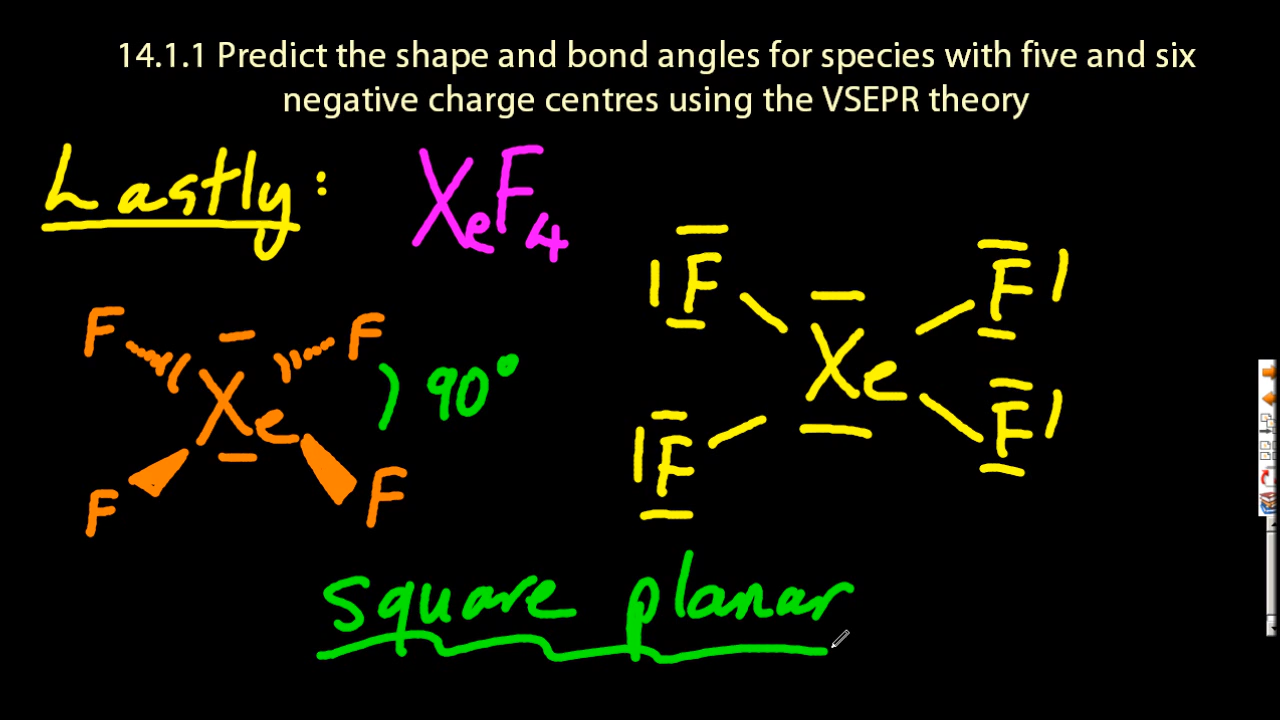 14.1.1 Predict the shape and bond angles for species with five and six
negative charge centres using the VSEPR theory
Lastly: XeF4
F F
Xe
F F
) 90°
F F
Xe
F F
square planar